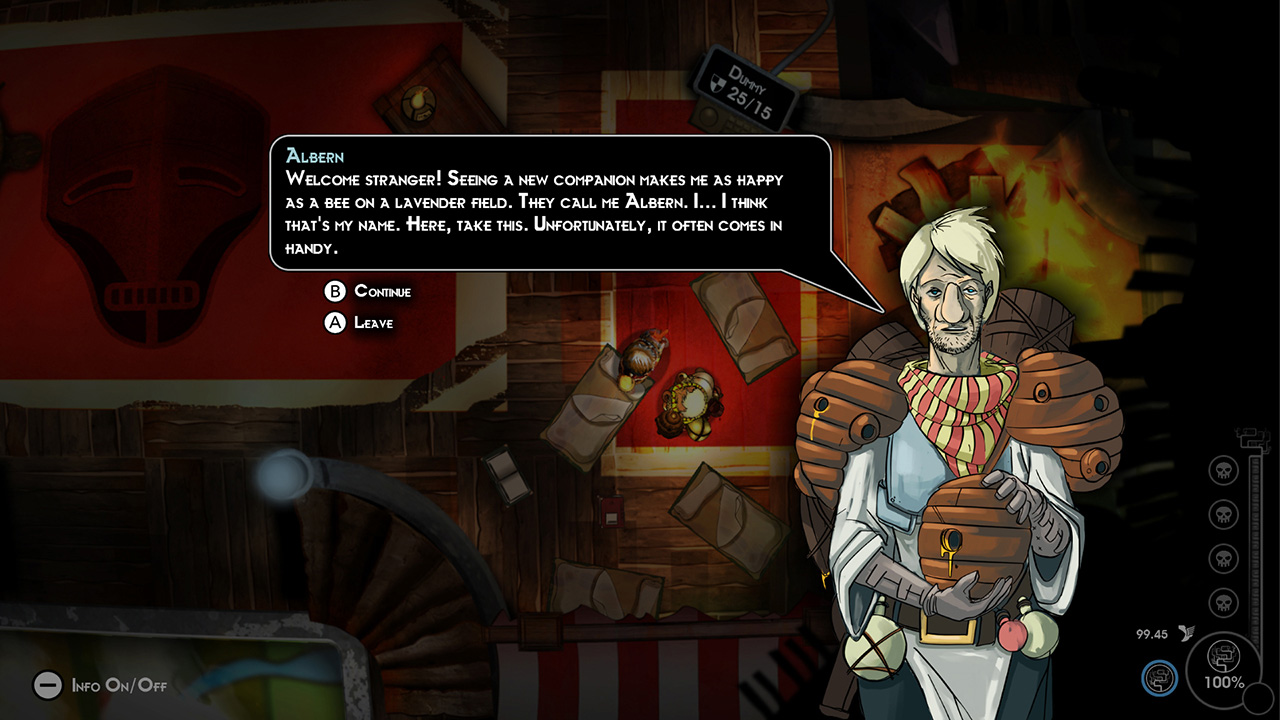 Dummy
25/15
Albern
Welcome stranger! Seeing a new companion makes me as happy
as a bee on a lavender field. They call me Albern. I... I think
that's my name. Here, take this. Unfortunately, it often comes in
handy.
B Continue
A Leave
99.45
100%
Info On/Off